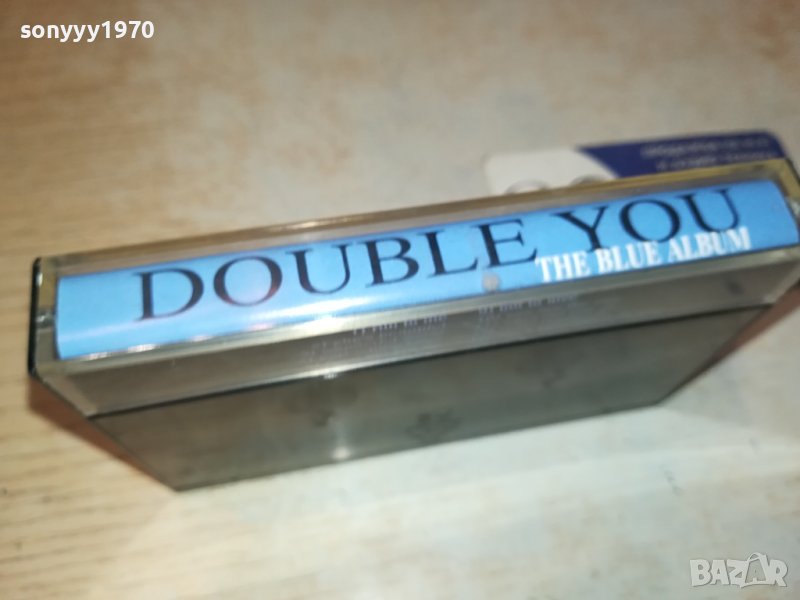 sonyyy1970
DOUBLE YOU
THE BLUE ALBUM
BAZAR